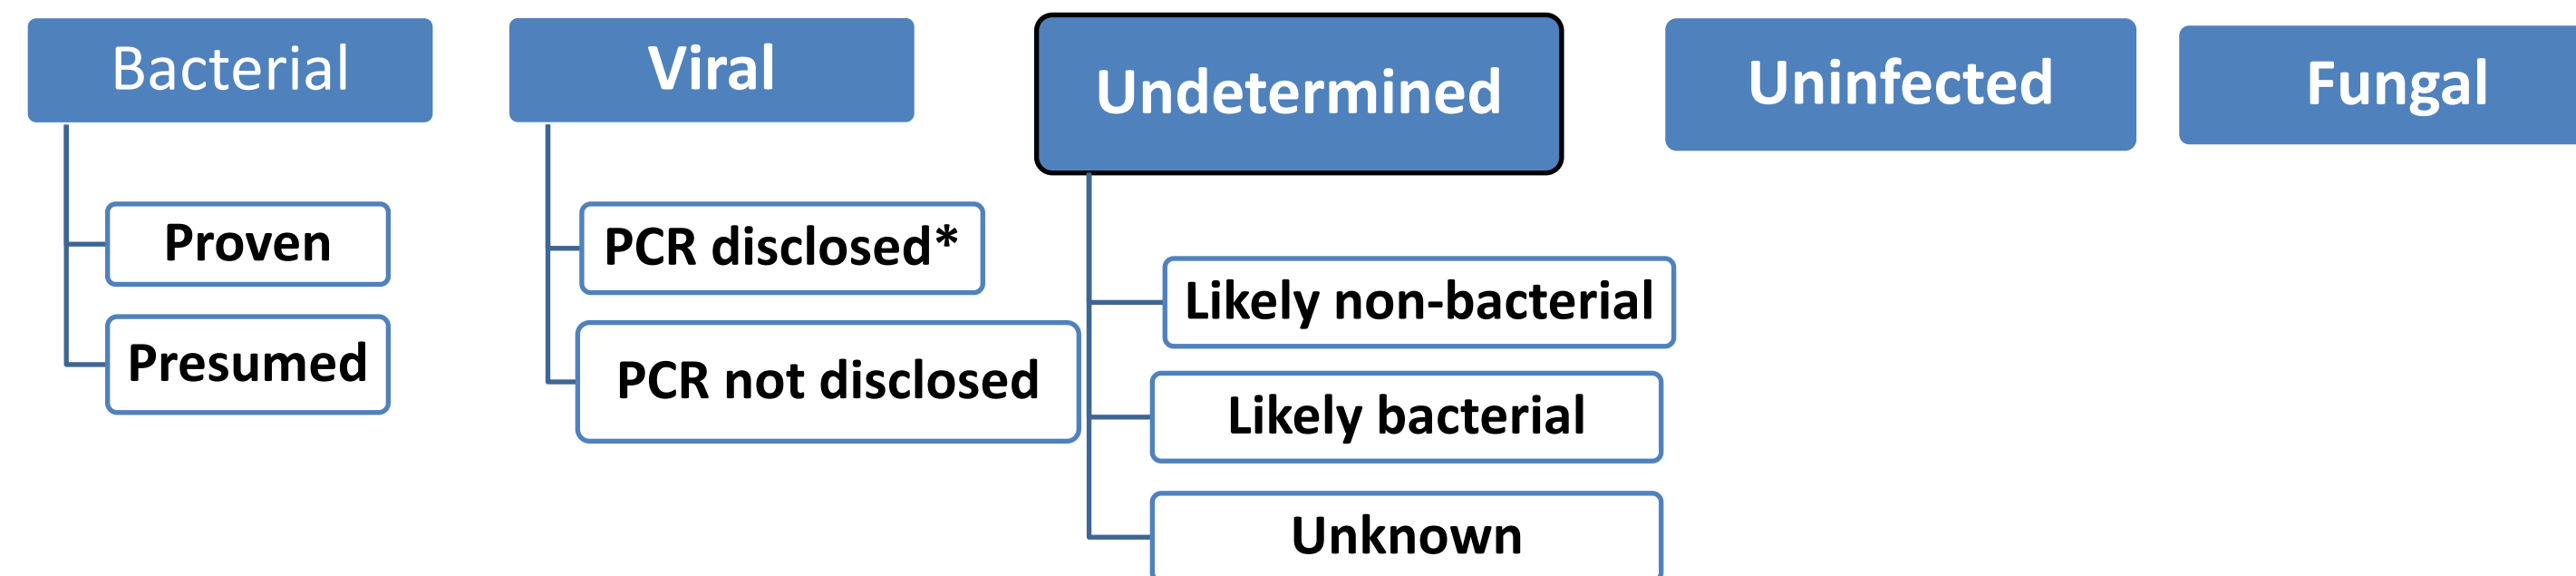 Bacterial
Proven
Presumed
Viral
PCR disclosed*
PCR not disclosed
Undetermined
Likely non-bacterial
Likely bacterial
Unknown
Uninfected
Fungal